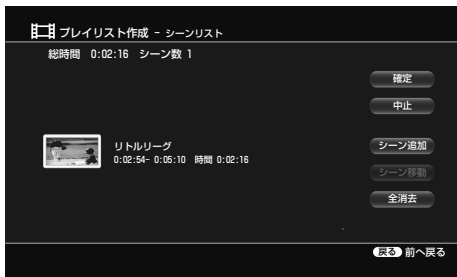 プレイリスト作成 - シーンリスト
総時間 0:02:16 シーン数 1
確定
中止
リトルリーグ
0:02:54- 0:05:10 時間 0:02:16
シーン追加
シーン移動
全消去
戻る 前へ戻る